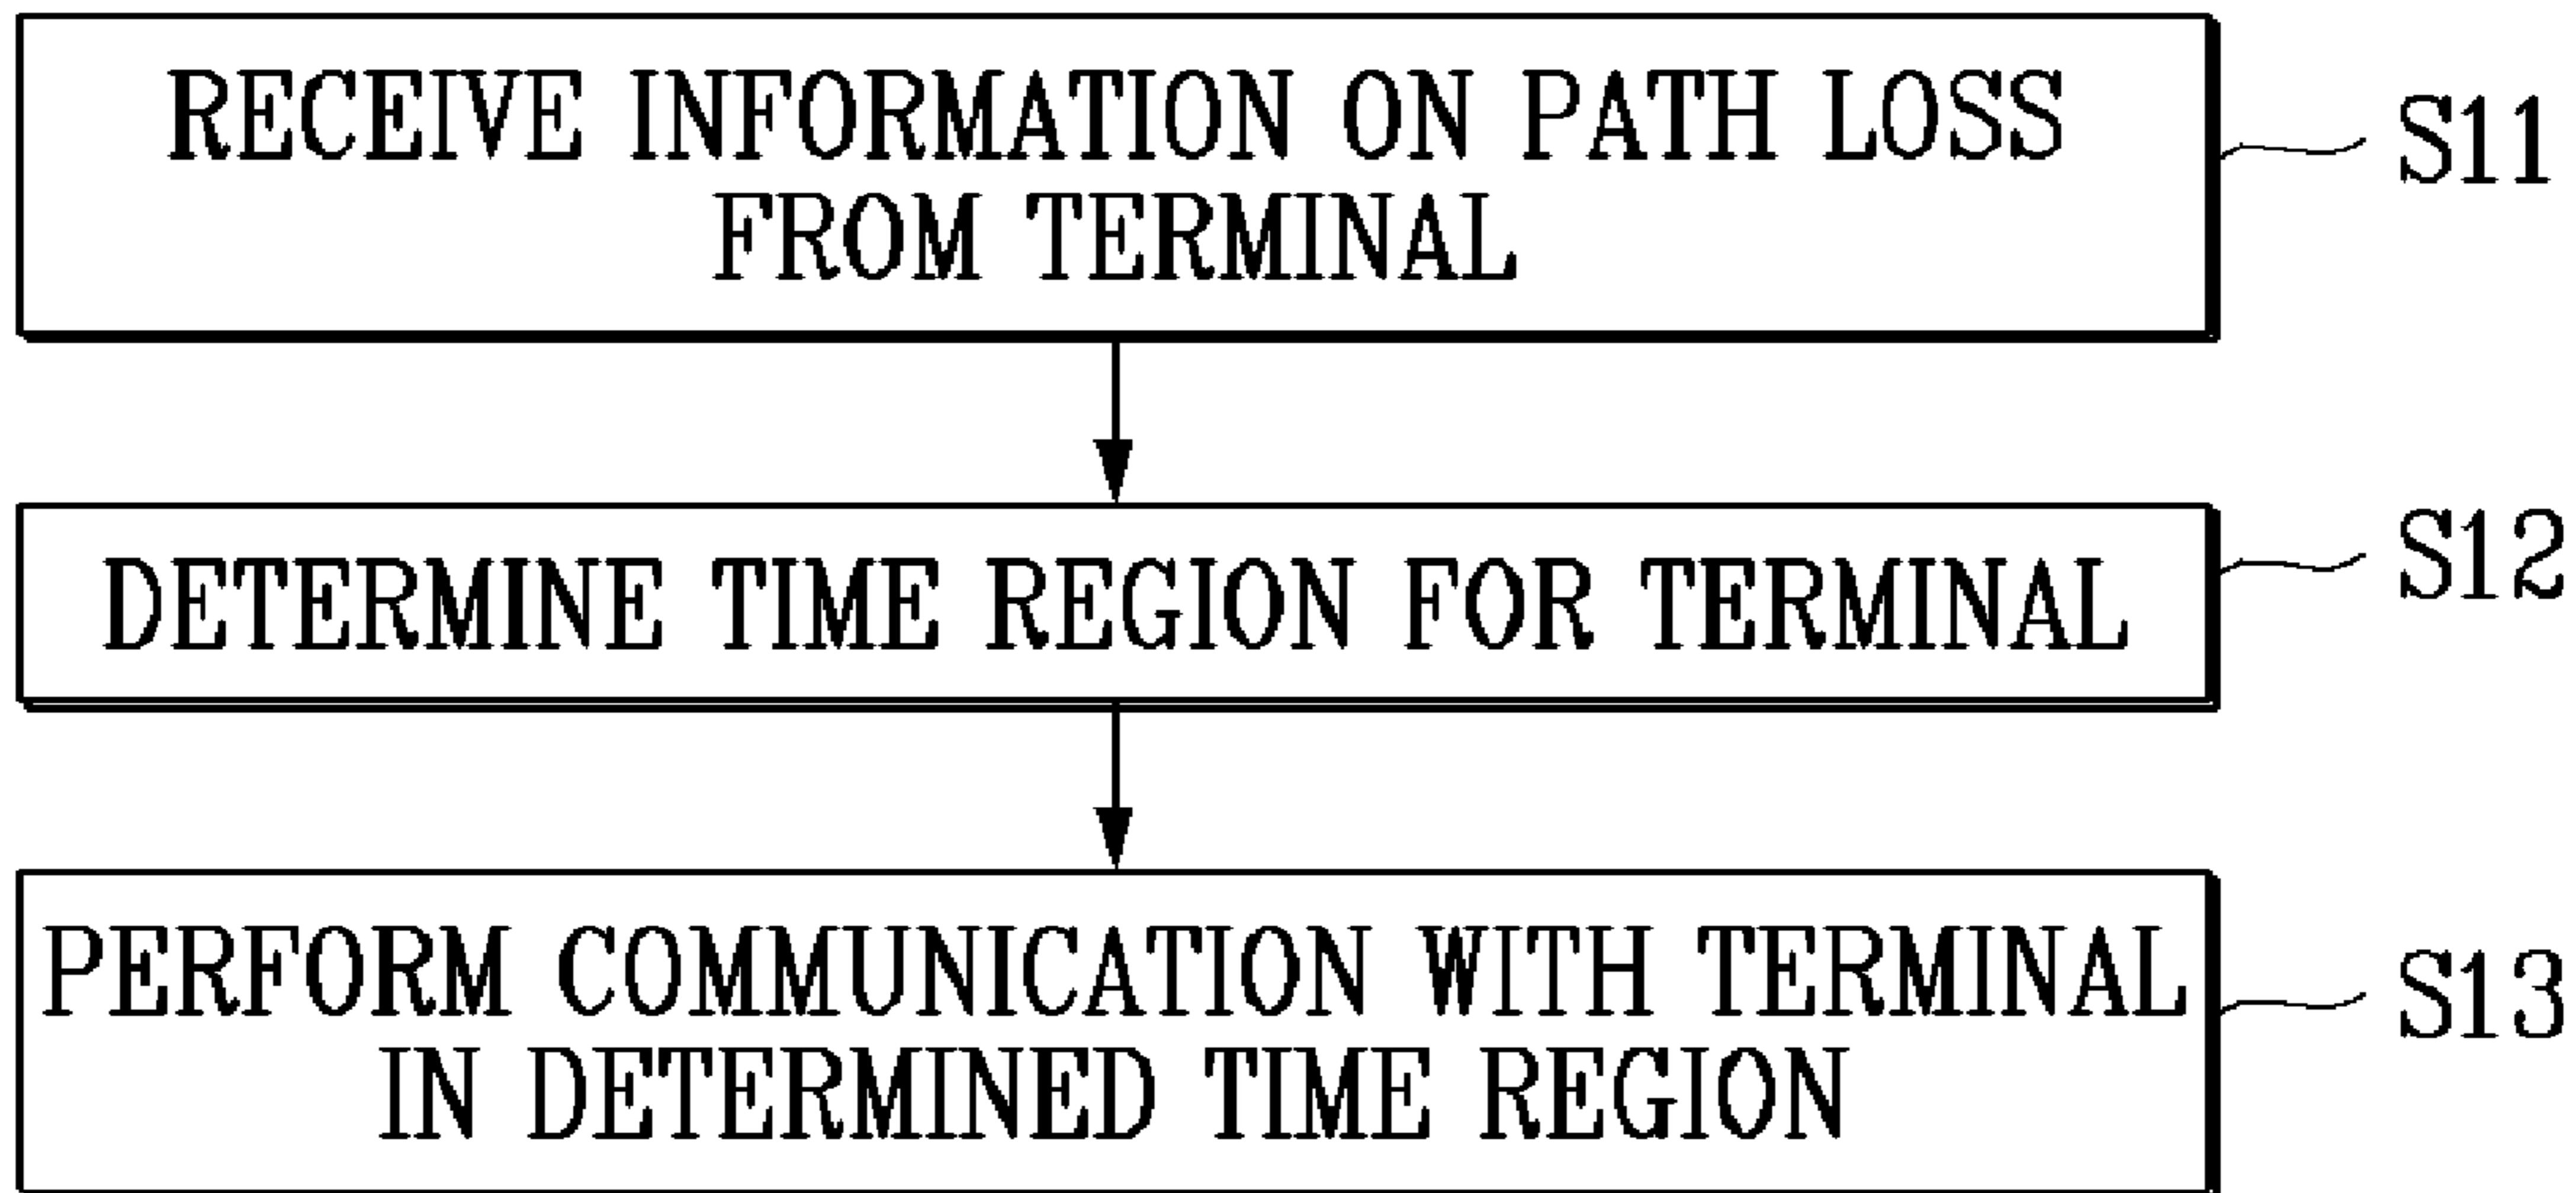 RECEIVE INFORMATION ON PATH LOSS
FROM TERMINAL
S11
DETERMINE TIME REGION FOR TERMINAL
S12
PERFORM COMMUNICATION WITH TERMINAL
IN DETERMINED TIME REGION
S13